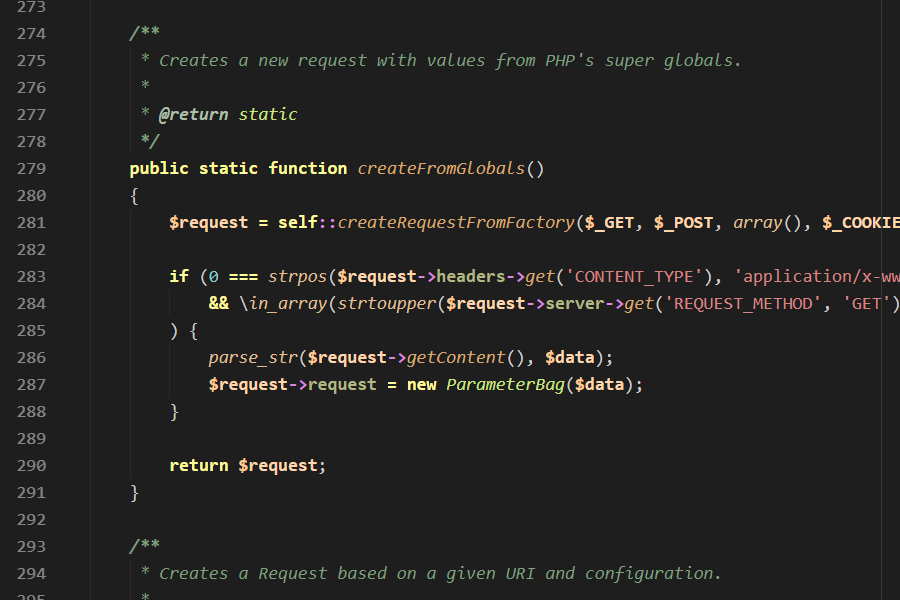 273
274 /**
275 * Creates a new request with values from PHP's super globals.
276 *
277 * @return static
278 */
279 public static function createFromGlobals()
280 {
281 $request = self::createRequestFromFactory($_GET, $_POST, array(), $_COOKIE
282
283 if (0 === strpos($request->headers->get('CONTENT_TYPE'), 'application/x-ww
284 && \in_array(strtoupper($request->server->get('REQUEST_METHOD', 'GET')
285 ) {
286 parse_str($request->getContent(), $data);
287 $request->request = new ParameterBag($data);
288 }
289
290 return $request;
291 }
292
293 /**
294 * Creates a Request based on a given URI and configuration.
295 *